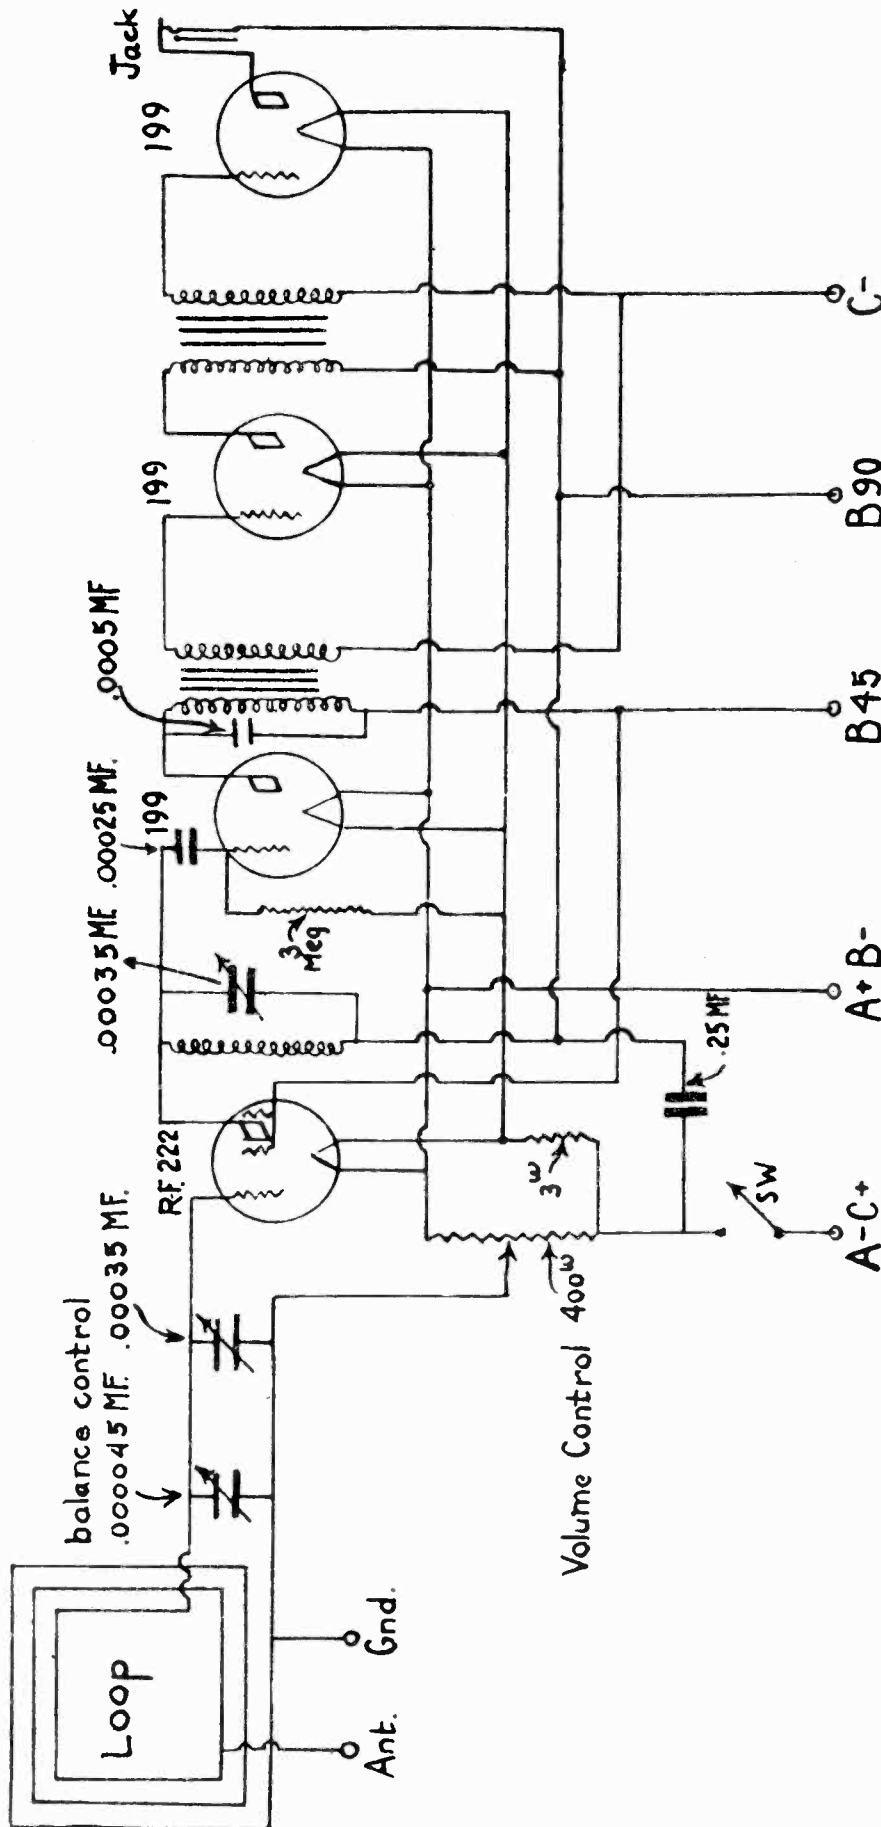 Loop
Ant.
Gnd.
balance control
.000045 MF. .00035 MF.
Volume Control 400ω
R.F. 222
3ω
SW
.25 MF
.00035 MF. .00025 MF.
3
Meg
199
.0005 MF
199
199
Jack
A-C+
A+B-
B45
B90
C-